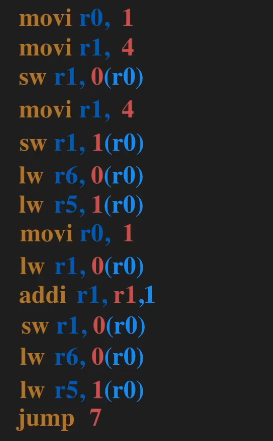 movi r0, 1
movi r1, 4
sw r1, 0(r0)
movi r1, 4
sw r1, 1(r0)
lw r6, 0(r0)
lw r5, 1(r0)
movi r0, 1
lw r1, 0(r0)
addi r1, r1,1
sw r1, 0(r0)
lw r6, 0(r0)
lw r5, 1(r0)
jump 7